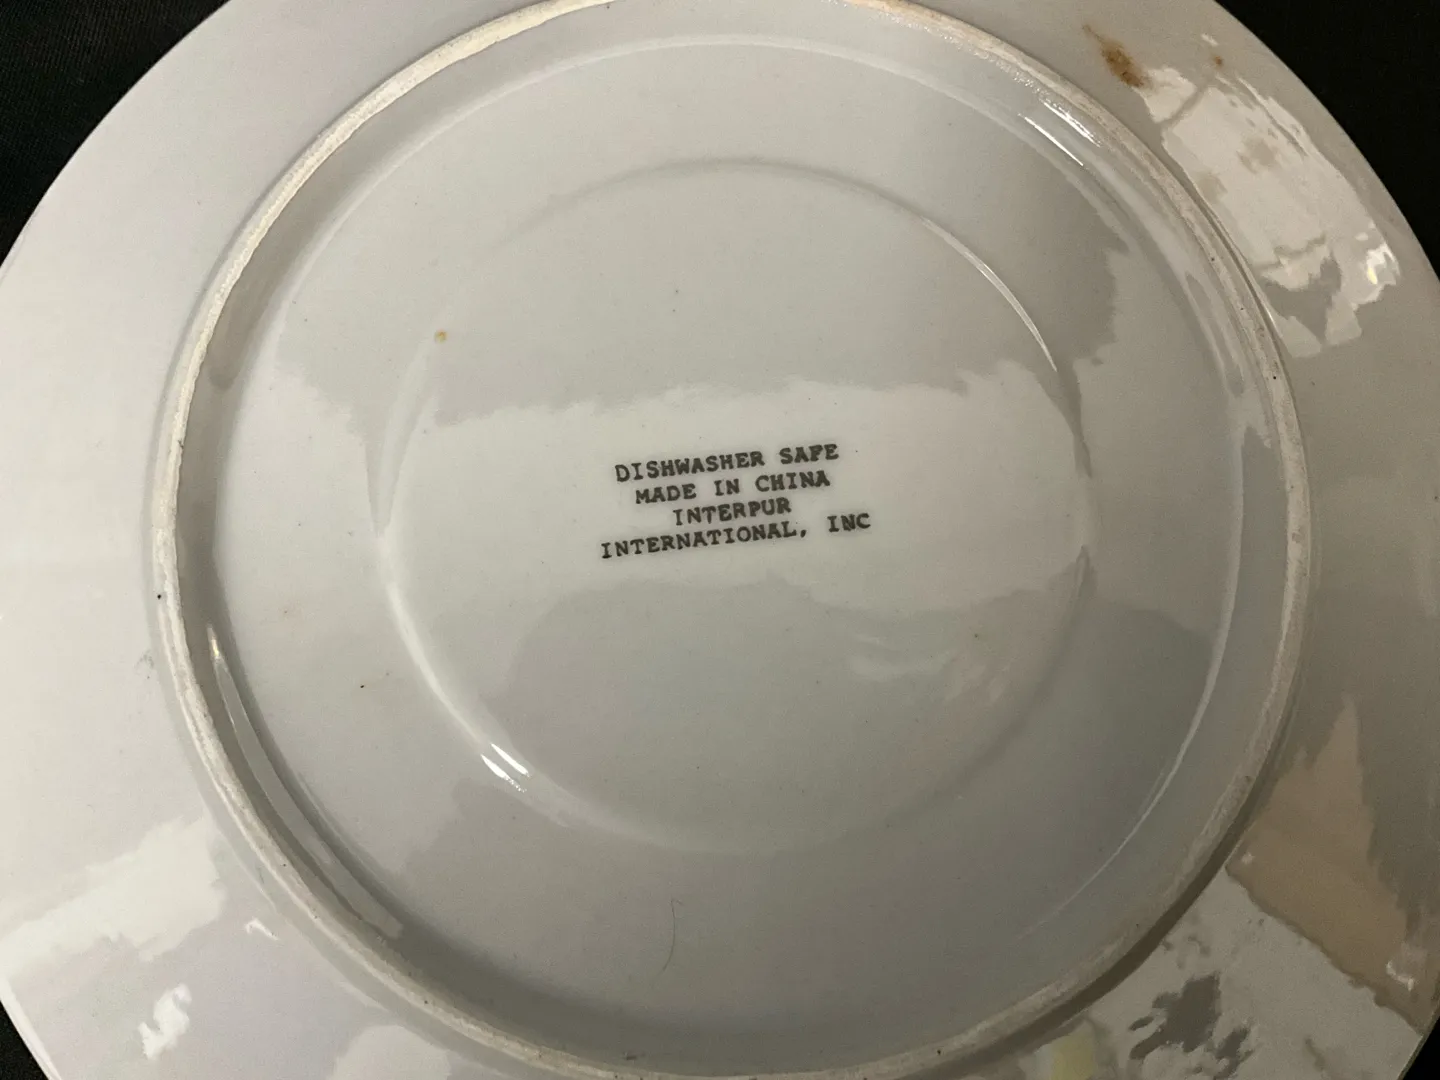 DISHWASHER SAFE
MADE IN CHINA
INTERPUR
INTERNATIONAL, INC